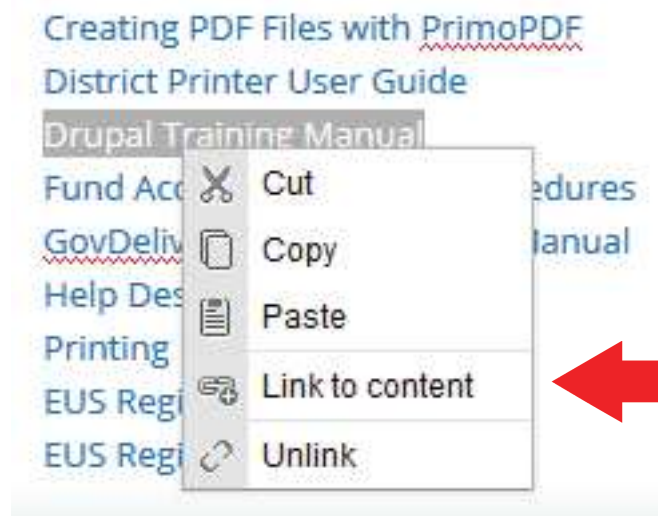 Creating PDF Files with PrimoPDF
District Printer User Guide
Drupal Training Manual
Fund Acc
edures
GovDeliv
Manual
Help Des
Printing
EUS Regi
EUS Regi
Cut
Copy
Paste
Link to content
Unlink